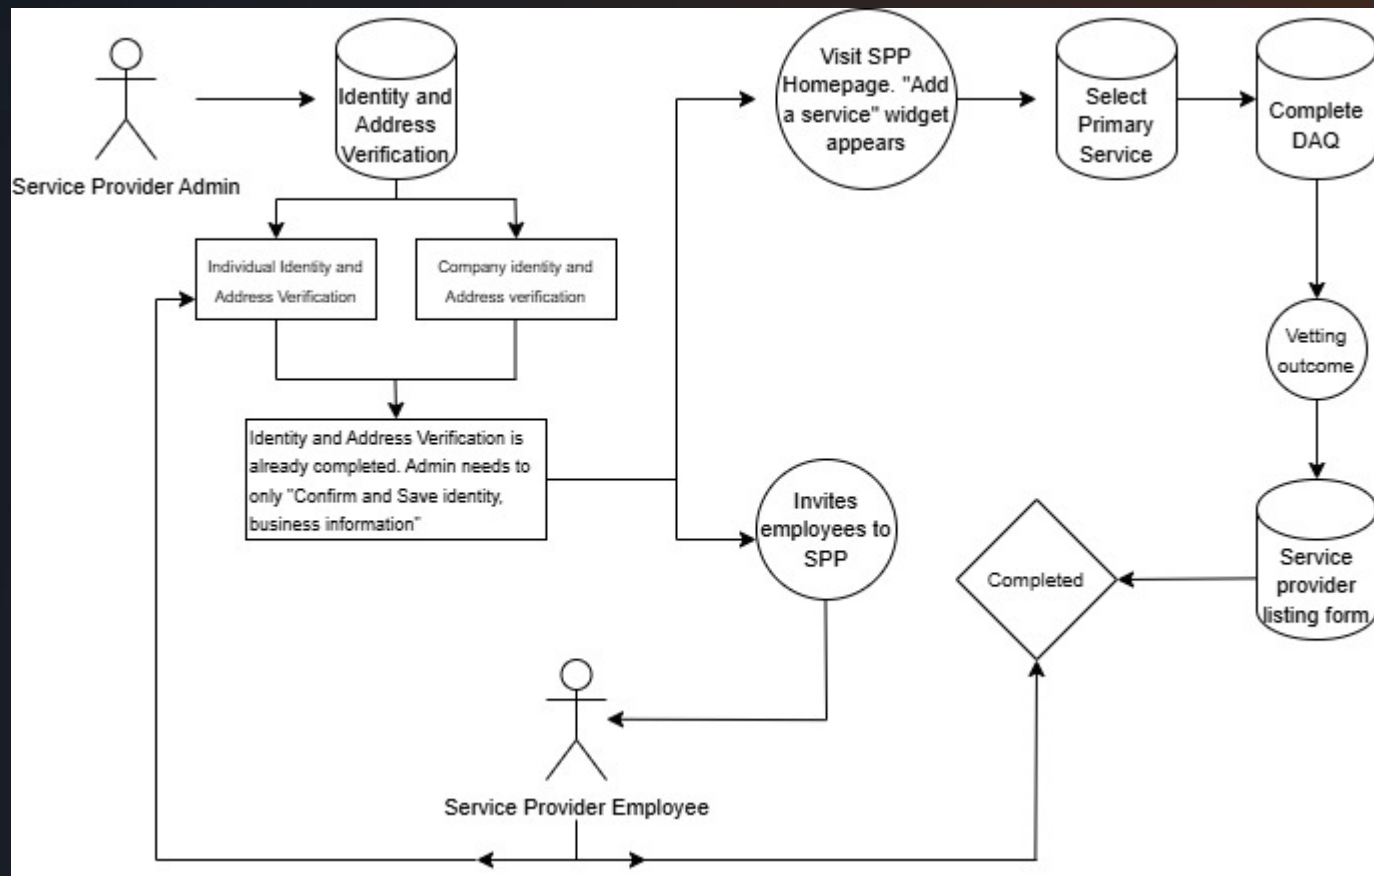 Service Provider Admin
Identity and
Address
Verification
Visit SPP
Homepage. "Add
a service" widget
appears
Select
Primary
Service
Complete
DAQ
Individual Identity and
Address Verification
Company identity and
Address verification
Vetting
outcome
Identity and Address Verification is
already completed. Admin needs to
only "Confirm and Save identity,
business information"
Invites
employees to
SPP
Completed
Service
provider
listing form
Service Provider Employee